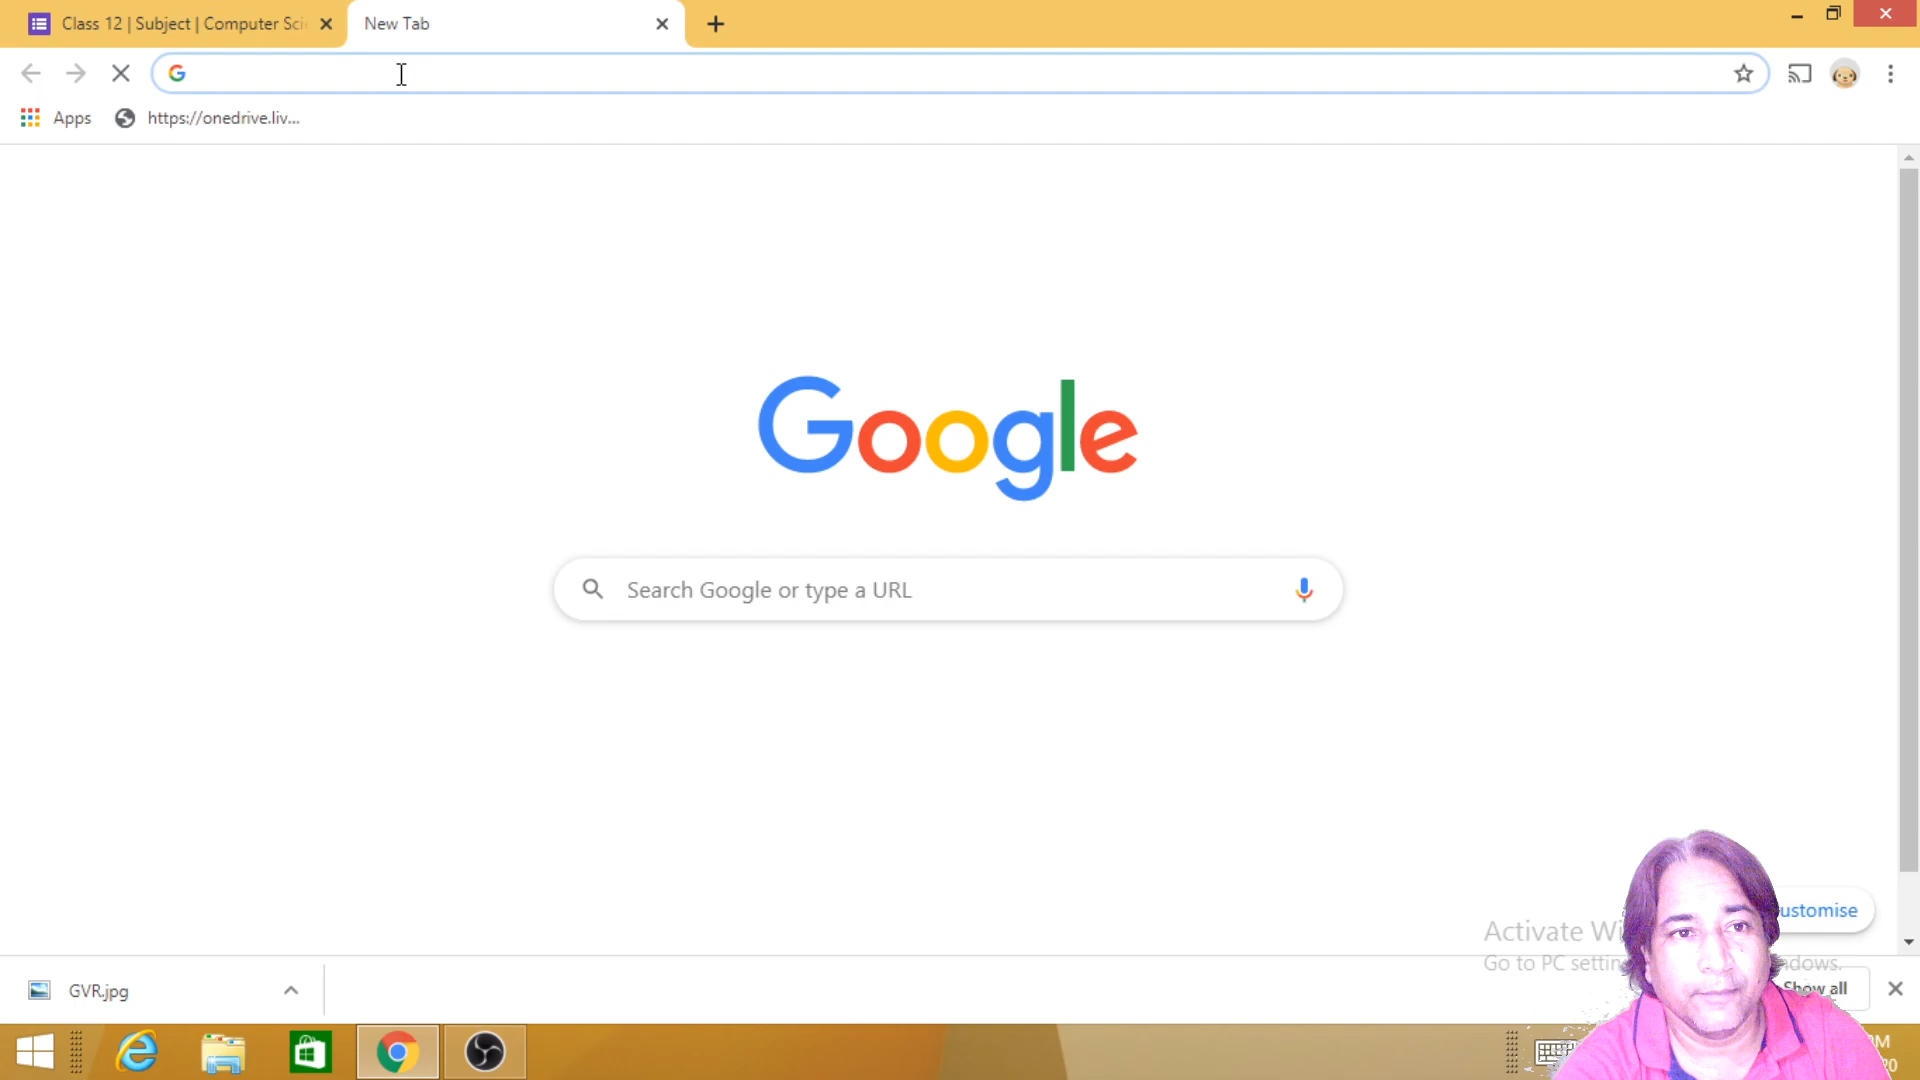 Class 12 | Subject | Computer Sci
New Tab
Apps
https://onedrive.liv...
Google
Search Google or type a URL
ustomise
Activate Wi
Go to PC settin
ndows.
GVR.jpg
Show all
M
20